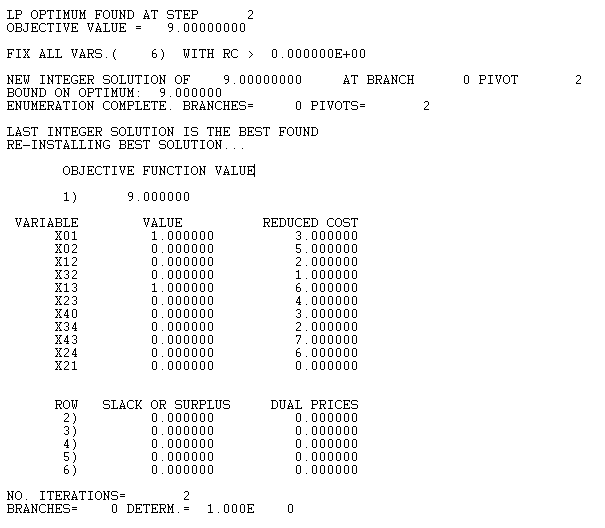 LP OPTIMUM FOUND AT STEP      2
OBJECTIVE VALUE =   9.00000000
FIX ALL VARS.(    6)  WITH RC >  0.000000E+00
NEW INTEGER SOLUTION OF    9.00000000     AT BRANCH      0 PIVOT       2
BOUND ON OPTIMUM:  9.000000
ENUMERATION COMPLETE. BRANCHES=     0 PIVOTS=       2
LAST INTEGER SOLUTION IS THE BEST FOUND
RE-INSTALLING BEST SOLUTION...
OBJECTIVE FUNCTION VALUE
1)      9.000000
VARIABLE        VALUE          REDUCED COST
X01         1.000000          3.000000
X02         0.000000          5.000000
X12         0.000000          2.000000
X32         0.000000          1.000000
X13         1.000000          6.000000
X23         0.000000          4.000000
X40         0.000000          3.000000
X34         0.000000          2.000000
X43         0.000000          7.000000
X24         0.000000          6.000000
X21         0.000000          0.000000
ROW   SLACK OR SURPLUS     DUAL PRICES
2)         0.000000          0.000000
3)         0.000000          0.000000
4)         0.000000          0.000000
5)         0.000000          0.000000
6)         0.000000          0.000000
NO. ITERATIONS=       2
BRANCHES=    0 DETERM.=  1.000E    0